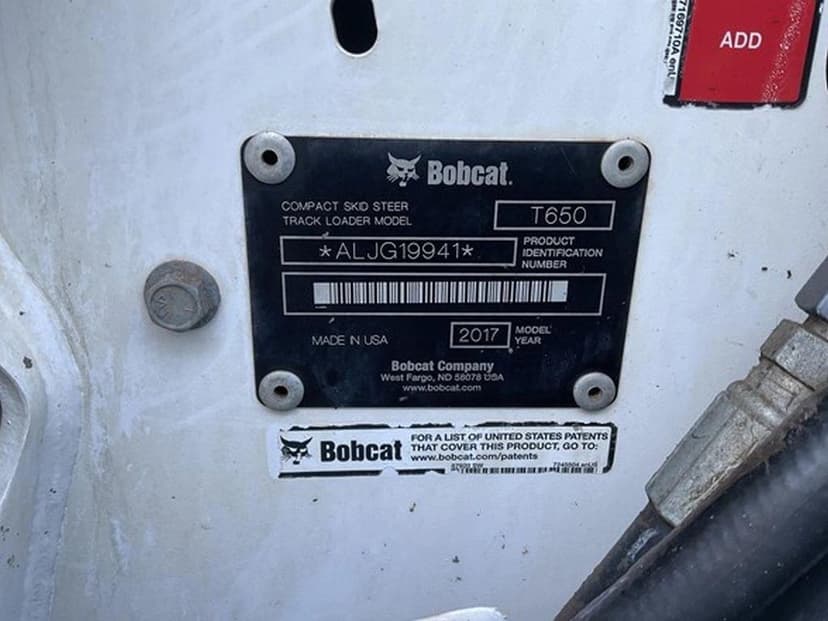 7169710A enUS
ADD
Bobcat.
COMPACT SKID STEER
TRACK LOADER MODEL
T650
*ALJG19941*
PRODUCT
IDENTIFICATION
NUMBER
MADE IN USA
2017
MODEL
YEAR
Bobcat Company
West Fargo, ND 58078 USA
www.bobcat.com
Bobcat
FOR A LIST OF UNITED STATES PATENTS
THAT COVER THIS PRODUCT, GO TO:
www.bobcat.com/patents